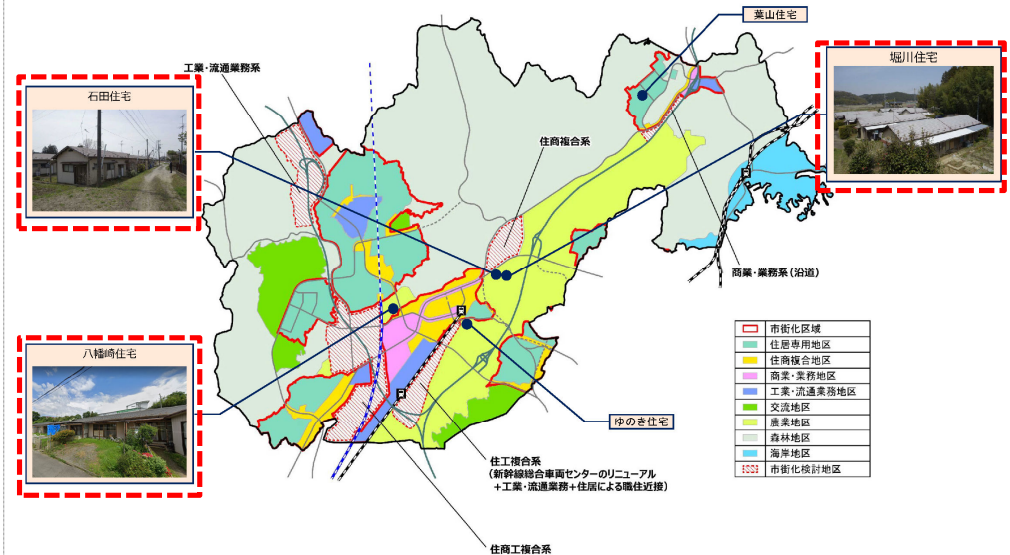 葉山住宅
堀川住宅
工業・流通業務系
石田住宅
住商複合系
商業・業務系（沿道）
市街化区域
住居専用地区
住商複合地区
商業・業務地区
工業・流通業務地区
交流地区
農業地区
森林地区
海岸地区
市街化検討地区
八幡崎住宅
ゆのき住宅
住工複合系
（新幹線総合車両センターのリニューアル
＋工業・流通業務＋住居による職住近接）
住商工複合系